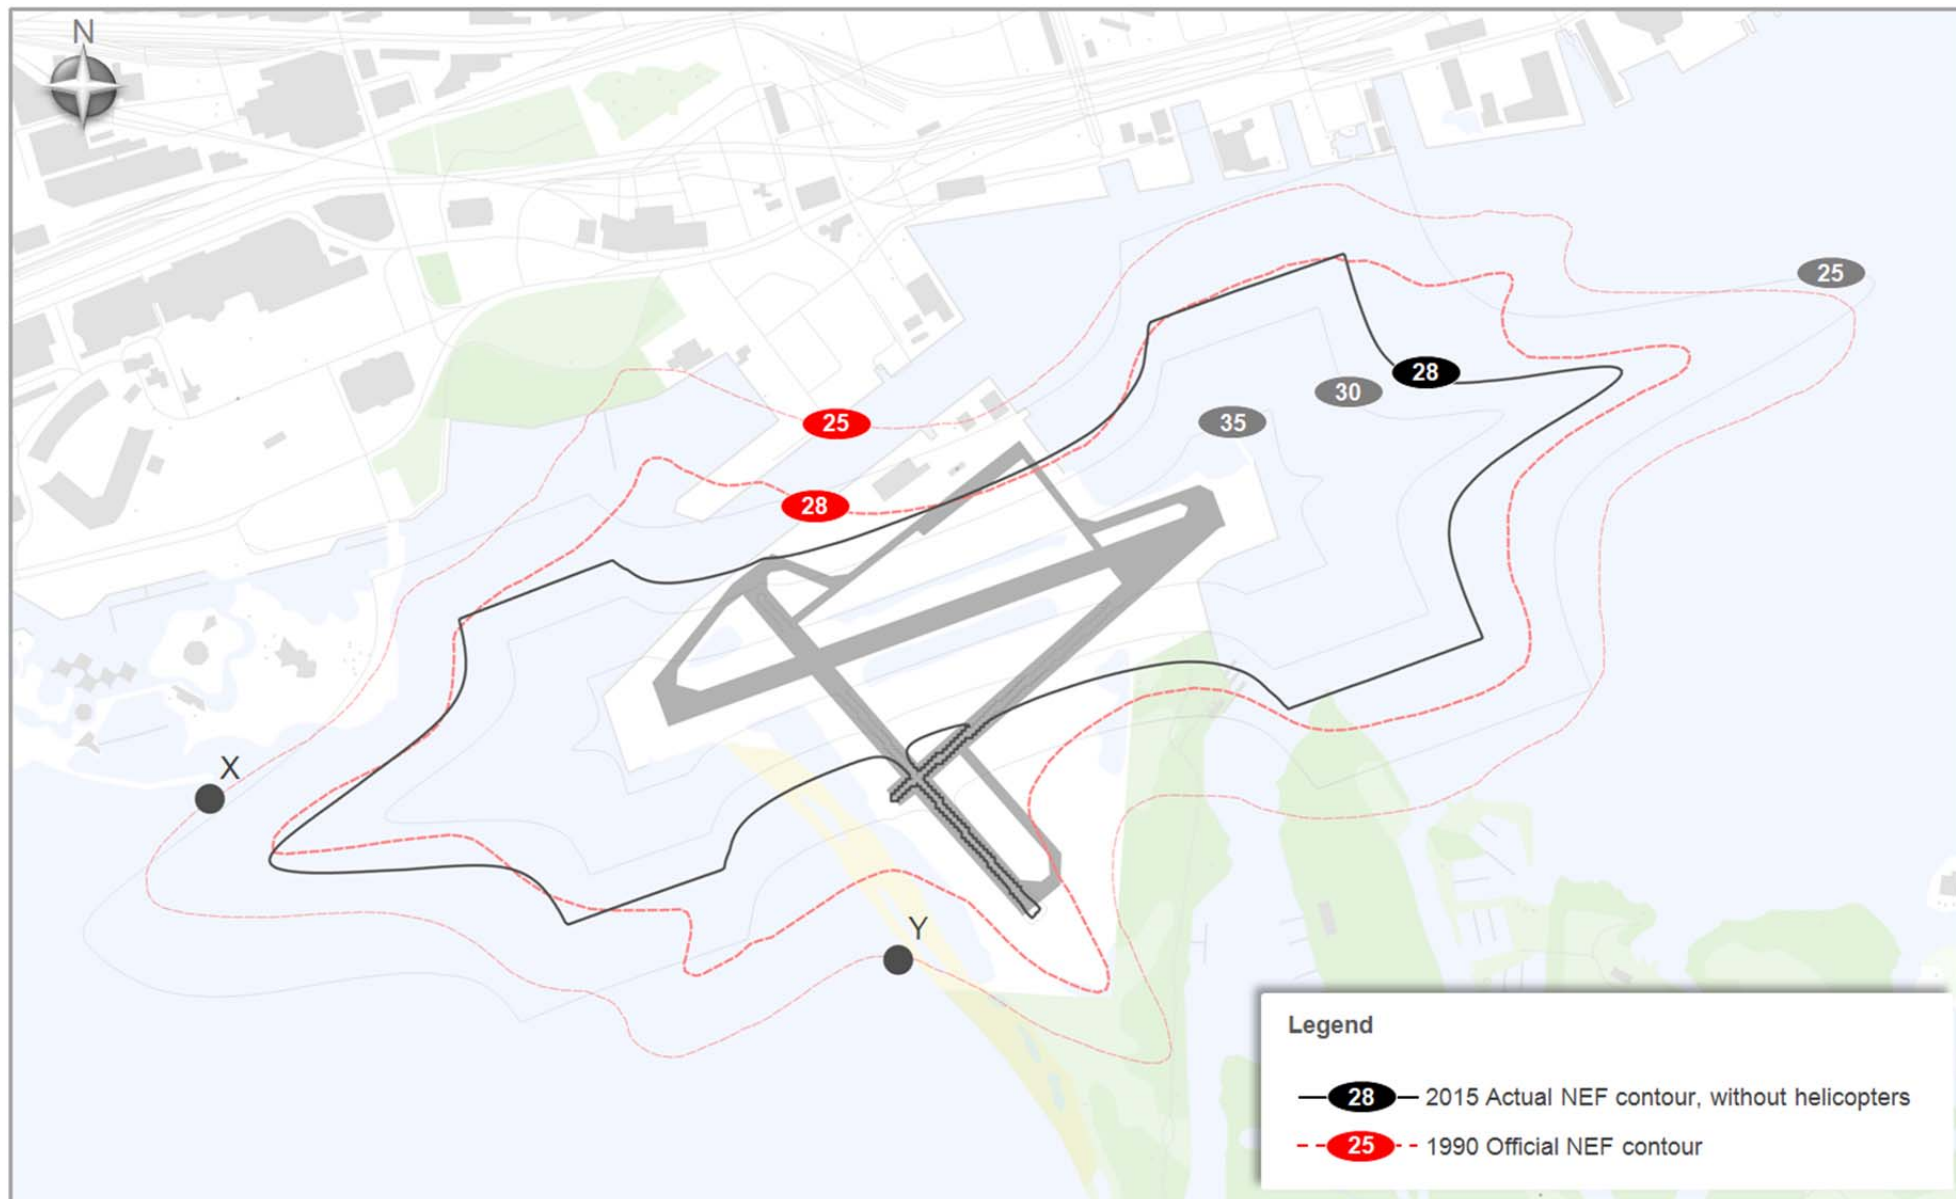 N
25
25
28
30
35
28
X
Y
Legend
28 2015 Actual NEF contour, without helicopters
25 1990 Official NEF contour